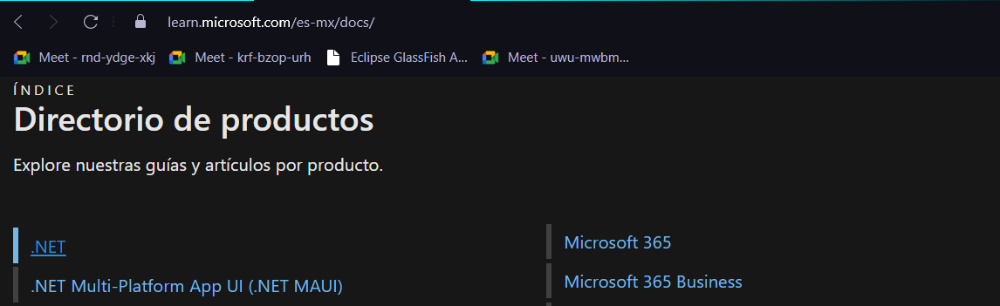 learn.microsoft.com/es-mx/docs/
Meet - rnd-ydge-xkj Meet - krf-bzop-urh Eclipse GlassFish A... Meet - uwu-mwbm...
ÍNDICE
Directorio de productos
Explore nuestras guías y artículos por producto.
.NET
.NET Multi-Platform App UI (.NET MAUI)
Microsoft 365
Microsoft 365 Business